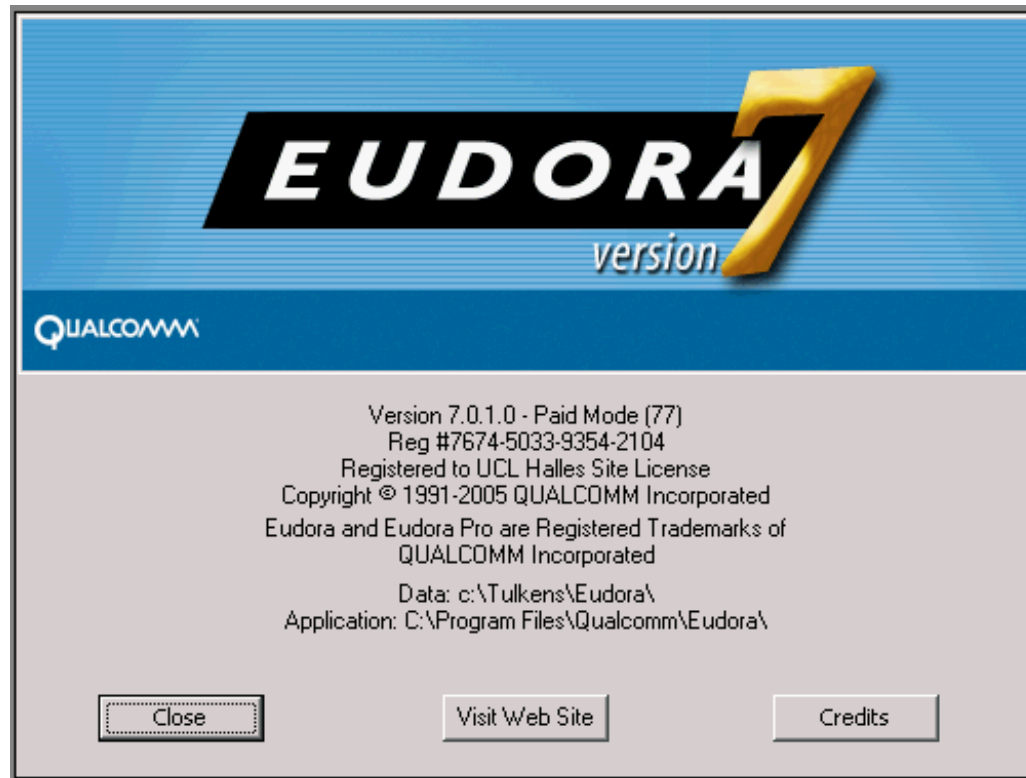 EUDORA 7
version
QUALCOMM
Version 7.0.1.0 - Paid Mode (77)
Reg #7674-5033-9354-2104
Registered to UCL Halles Site License
Copyright © 1991-2005 QUALCOMM Incorporated
Eudora and Eudora Pro are Registered Trademarks of
QUALCOMM Incorporated
Data: c:\Tulkens\Eudora\
Application: C:\Program Files\Qualcomm\Eudora\
Close Visit Web Site Credits